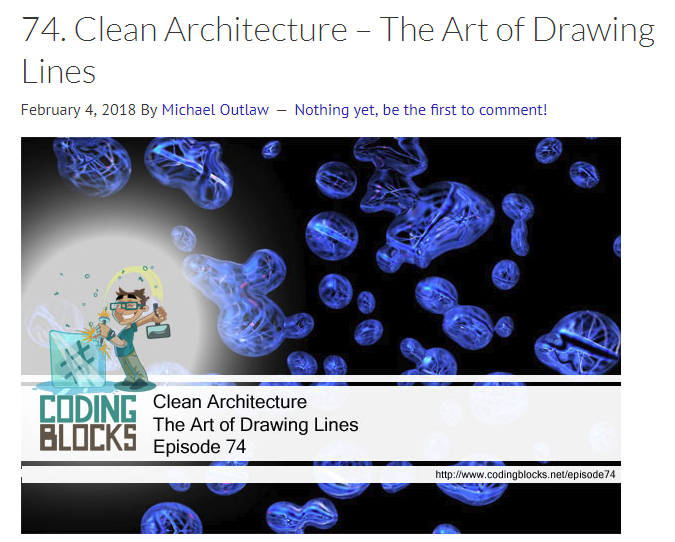 74. Clean Architecture – The Art of Drawing
Lines
February 4, 2018 By Michael Outlaw — Nothing yet, be the first to comment!
CODING
BLOCKS
Clean Architecture
The Art of Drawing Lines
Episode 74
http://www.codingblocks.net/episode74